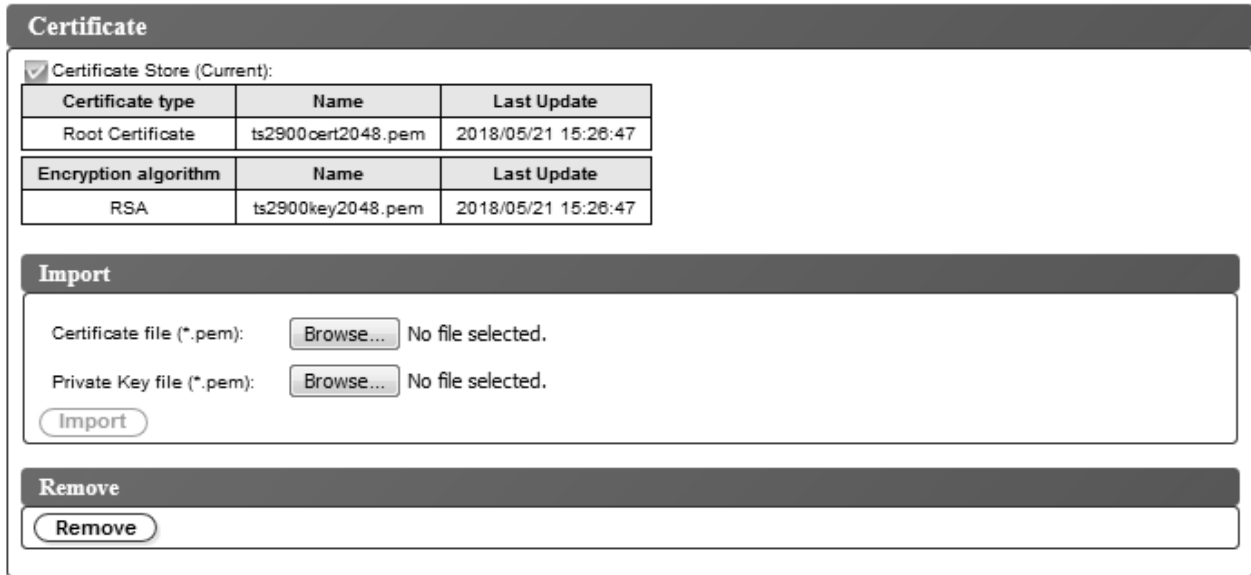 Certificate
Certificate Store (Current):
Certificate type Name Last Update
Root Certificate ts2900cert2048.pem 2018/05/21 15:26:47
Encryption algorithm Name Last Update
RSA ts2900key2048.pem 2018/05/21 15:26:47
Import
Certificate file (*.pem): Browse... No file selected.
Private Key file (*.pem): Browse... No file selected.
Import
Remove
Remove